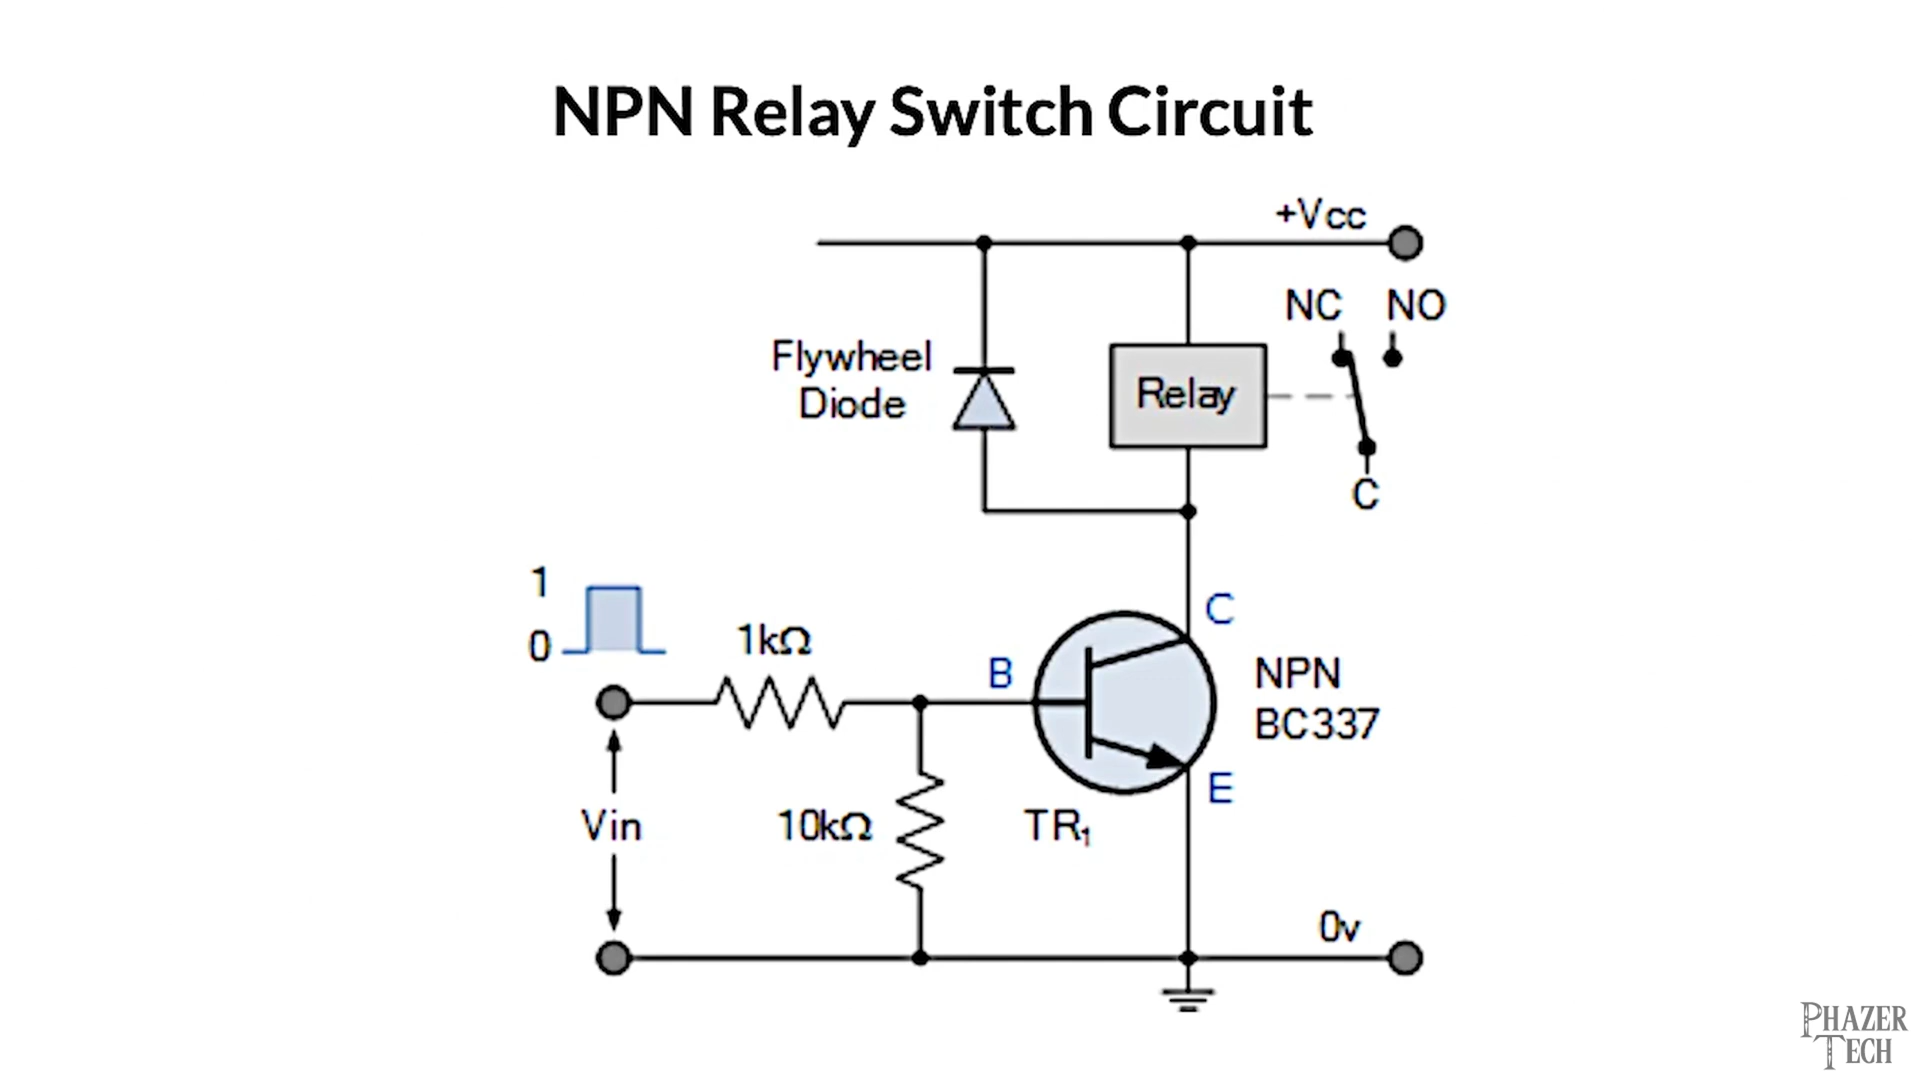 NPN Relay Switch Circuit
+Vcc
NC NO
Flywheel
Diode
Relay
C
1
0
1kΩ
B
C
NPN
BC337
E
Vin
10kΩ
TR₁
0v
PHAZER
TECH